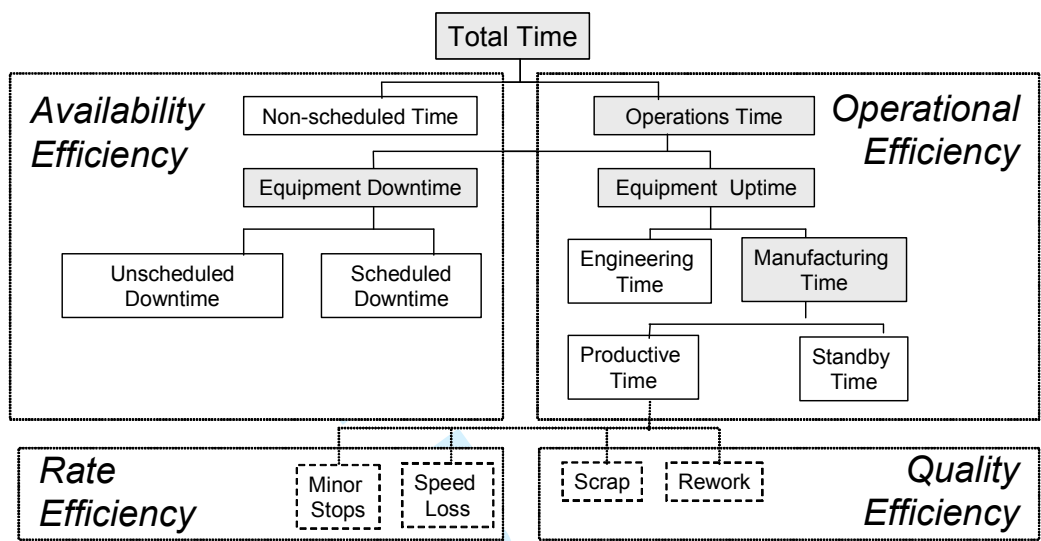 Total Time
Availability
Efficiency
Non-scheduled Time
Operations Time
Operational
Efficiency
Equipment Downtime
Equipment Uptime
Unscheduled
Downtime
Scheduled
Downtime
Engineering
Time
Manufacturing
Time
Productive
Time
Standby
Time
Rate
Efficiency
Minor
Stops
Speed
Loss
Scrap
Rework
Quality
Efficiency